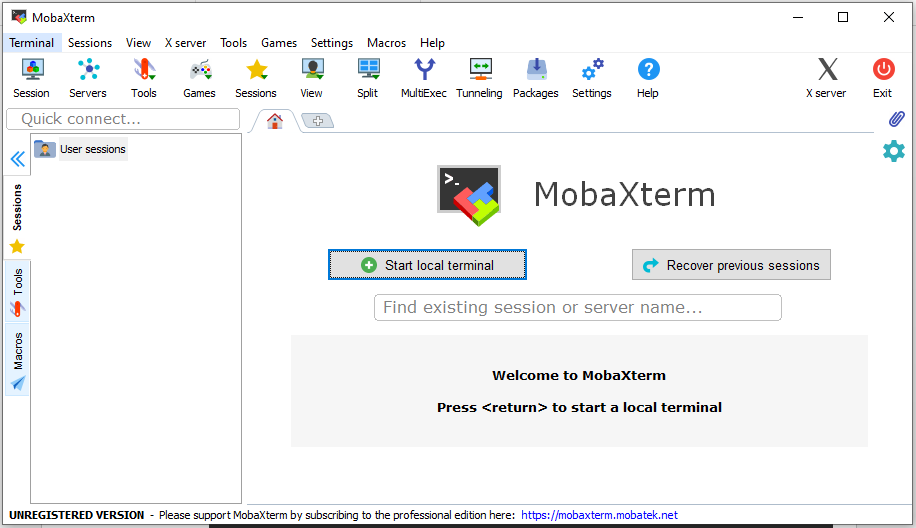 MobaXterm
Terminal Sessions View X server Tools Games Settings Macros Help
Session Servers Tools Games Sessions View Split MultiExec Tunneling Packages Settings Help X server Exit
Quick connect...
User sessions
Sessions
Tools
Macros
>_
MobaXterm
Start local terminal Recover previous sessions
Find existing session or server name...
Welcome to MobaXterm
Press <return> to start a local terminal
UNREGISTERED VERSION - Please support MobaXterm by subscribing to the professional edition here: https://mobaxterm.mobatek.net